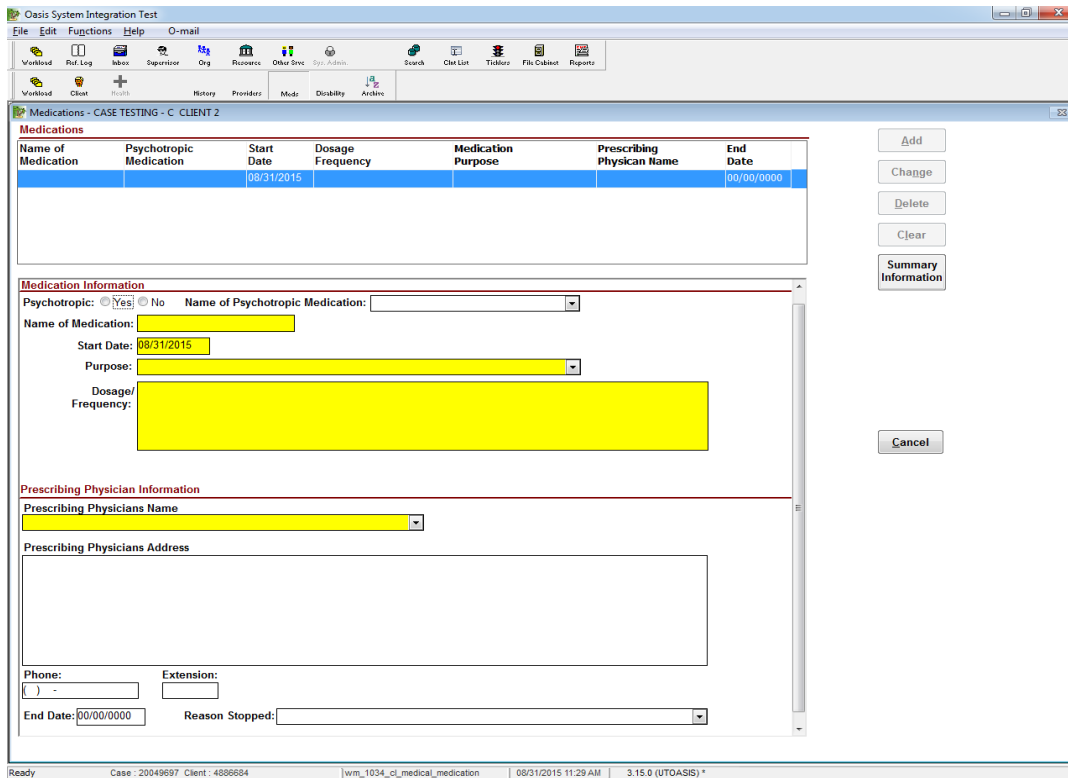 Oasis System Integration Test
File Edit Functions Help O-mail
Workload Ref. Log Inbox Supervisor Org Resource Other Srvc Sys. Admin. Search Clnt List Ticklers File Cabinet Reports
Workload Client Health History Providers Meds Disability Archive
Medications - CASE TESTING - C CLIENT 2
Medications
Name of Medication Psychotropic Medication Start Date Dosage Frequency Medication Purpose Prescribing Physican Name End Date
08/31/2015 00/00/0000
Add
Change
Delete
Clear
Summary Information
Cancel
Medication Information
Psychotropic: Yes No Name of Psychotropic Medication:
Name of Medication:
Start Date: 08/31/2015
Purpose:
Dosage/
Frequency:
Prescribing Physician Information
Prescribing Physicians Name
Prescribing Physicians Address
Phone: Extension:
( ) -
End Date: 00/00/0000 Reason Stopped:
Ready Case : 20049697 Client : 4886684 wm_1034_cl_medical_medication 08/31/2015 11:29 AM 3.15.0 (UTOASIS) *